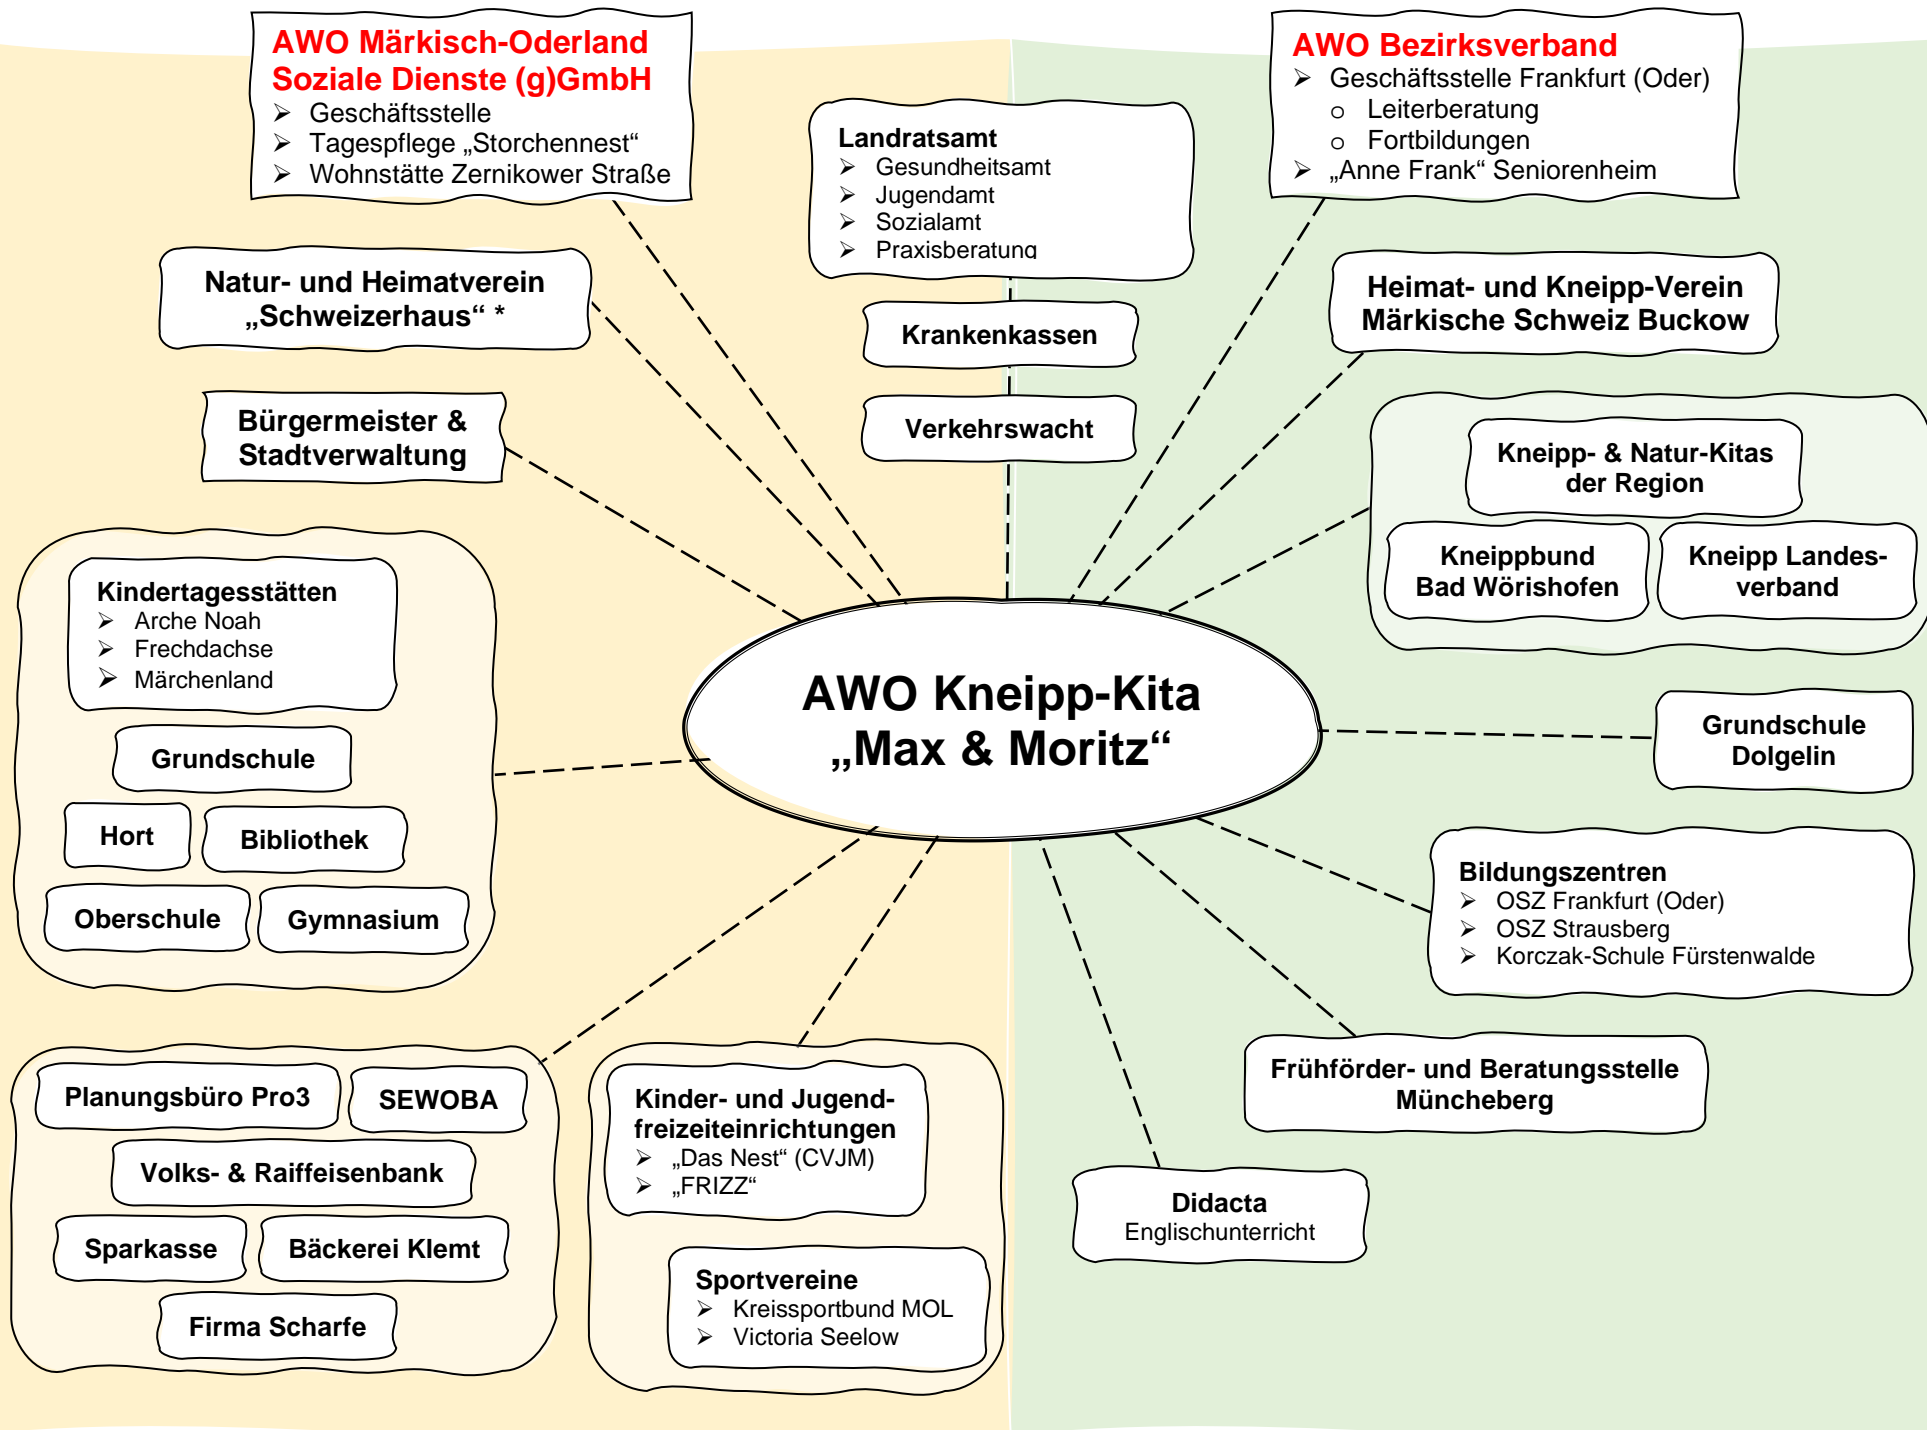 AWO Märkisch-Oderland
Soziale Dienste (g)GmbH
➢ Geschäftsstelle
➢ Tagespflege „Storchennest“
➢ Wohnstätte Zernikower Straße
Landratsamt
➢ Gesundheitsamt
➢ Jugendamt
➢ Sozialamt
➢ Praxisberatung
AWO Bezirksverband
➢ Geschäftsstelle Frankfurt (Oder)
o Leiterberatung
o Fortbildungen
➢ „Anne Frank“ Seniorenheim
Natur- und Heimatverein
„Schweizerhaus“ *
Krankenkassen
Heimat- und Kneipp-Verein
Märkische Schweiz Buckow
Bürgermeister &
Stadtverwaltung
Verkehrswacht
Kneipp- & Natur-Kitas
der Region
Kneippbund
Bad Wörishofen
Kneipp Landes-
verband
Kindertagesstätten
➢ Arche Noah
➢ Frechdachse
➢ Märchenland
Grundschule
Hort
Bibliothek
Oberschule
Gymnasium
AWO Kneipp-Kita
„Max & Moritz“
Grundschule
Dolgelin
Bildungszentren
➢ OSZ Frankfurt (Oder)
➢ OSZ Strausberg
➢ Korczak-Schule Fürstenwalde
Planungsbüro Pro3
SEWOBA
Volks- & Raiffeisenbank
Sparkasse
Bäckerei Klemt
Firma Scharfe
Kinder- und Jugend-
freizeiteinrichtungen
➢ „Das Nest“ (CVJM)
➢ „FRIZZ“
Sportvereine
➢ Kreissportbund MOL
➢ Victoria Seelow
Frühförder- und Beratungsstelle
Müncheberg
Didacta
Englischunterricht